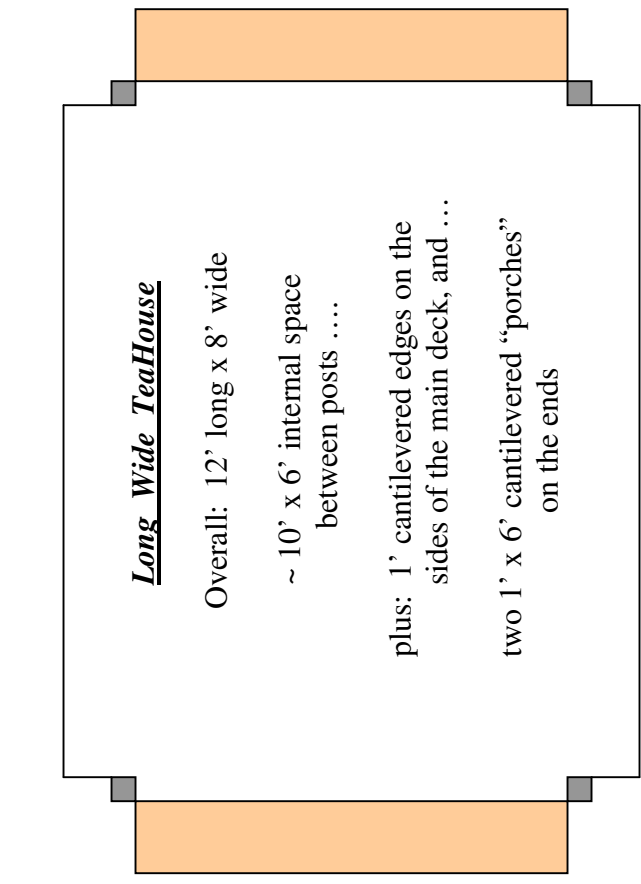 Long Wide TeaHouse
Overall: 12’ long x 8’ wide
~ 10’ x 6’ internal space
between posts ….
plus: 1’ cantilevered edges on the
sides of the main deck, and …
two 1’ x 6’ cantilevered “porches”
on the ends